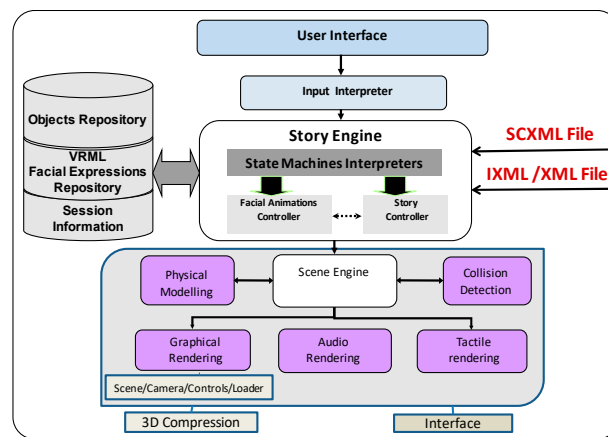 User Interface
Input Interpreter
Objects Repository
VRML
Facial Expressions
Repository
Session
Information
Story Engine
State Machines Interpreters
Facial Animations
Controller
Story
Controller
SCXML File
IXML /XML File
Physical
Modelling
Scene Engine
Collision
Detection
Graphical
Rendering
Audio
Rendering
Tactile
rendering
Scene/Camera/Controls/Loader
3D Compression
Interface